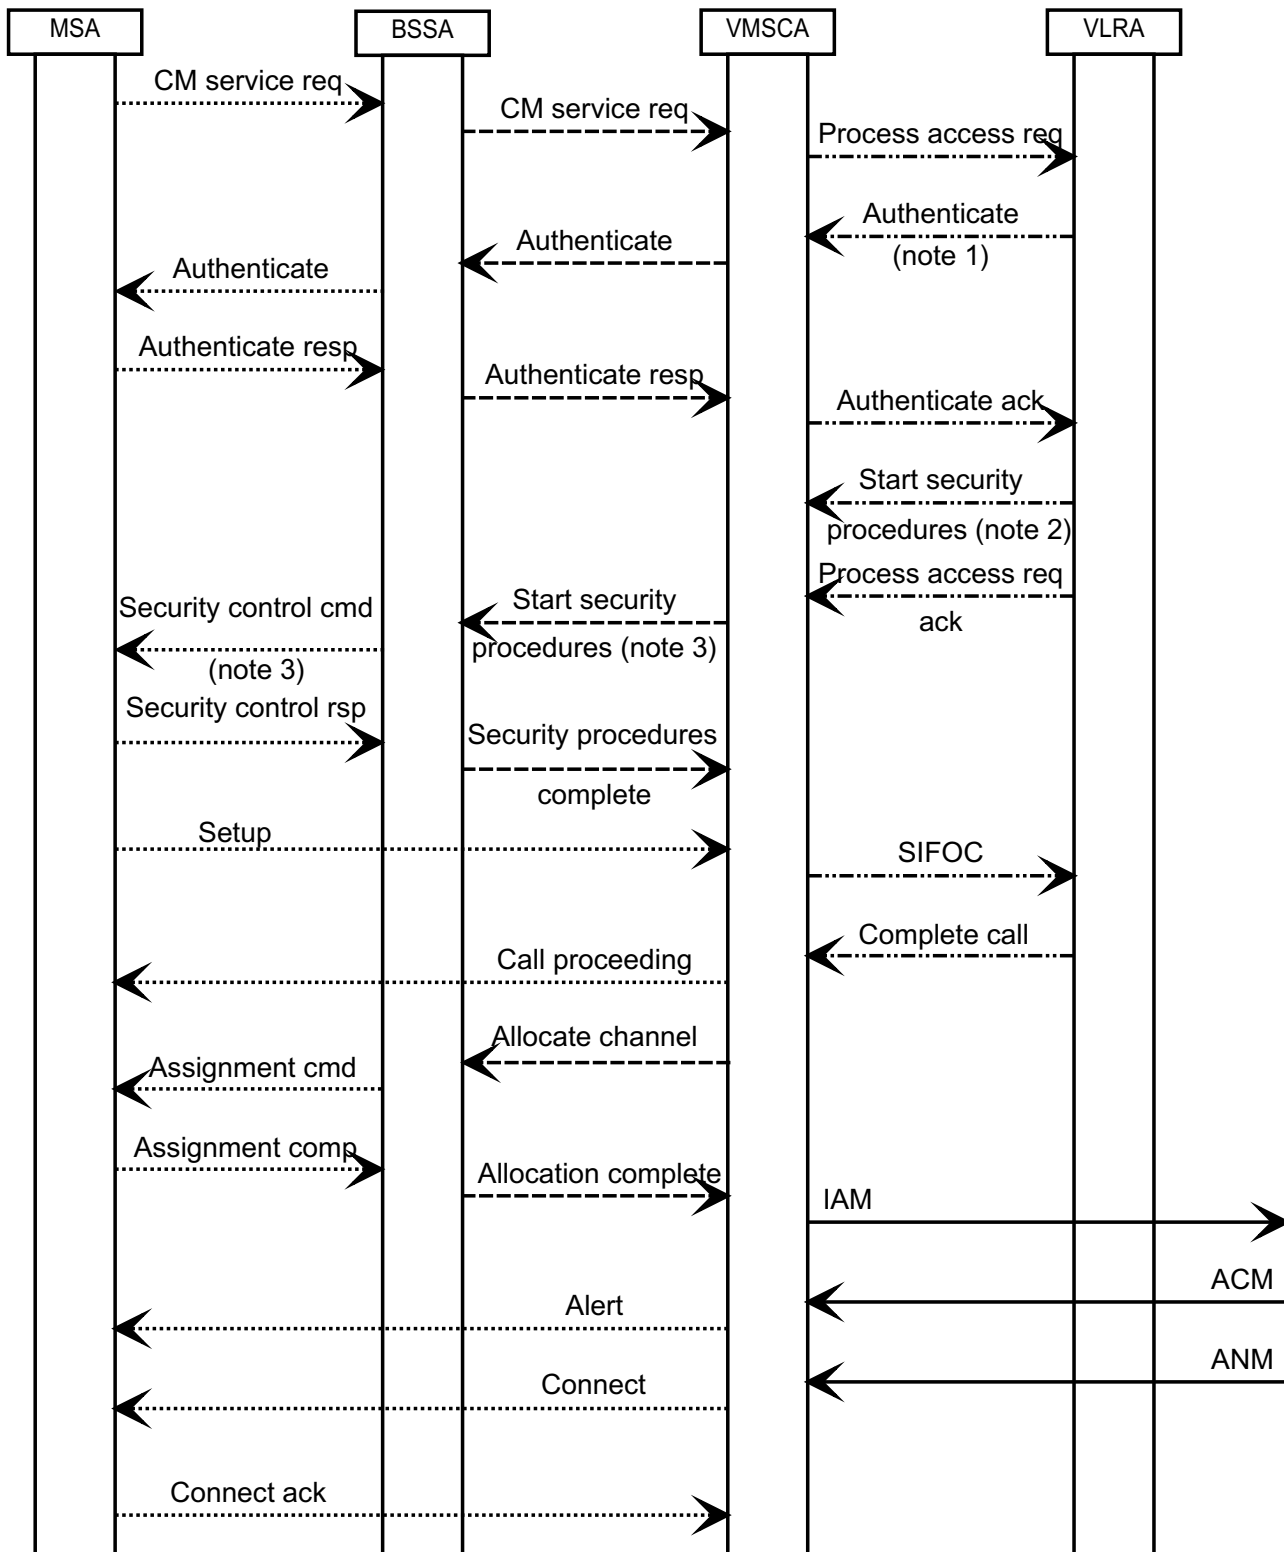 MSA
BSSA
VMSCA
VLRA
CM service req
CM service req
Process access req
Authenticate
(note 1)
Authenticate
Authenticate
Authenticate resp
Authenticate resp
Authenticate ack
Start security
procedures (note 2)
Process access req
ack
Start security
procedures (note 3)
Security control cmd
(note 3)
Security control rsp
Security procedures
complete
Setup
SIFOC
Complete call
Call proceeding
Allocate channel
Assignment cmd
Assignment comp
Allocation complete
IAM
ACM
Alert
ANM
Connect
Connect ack